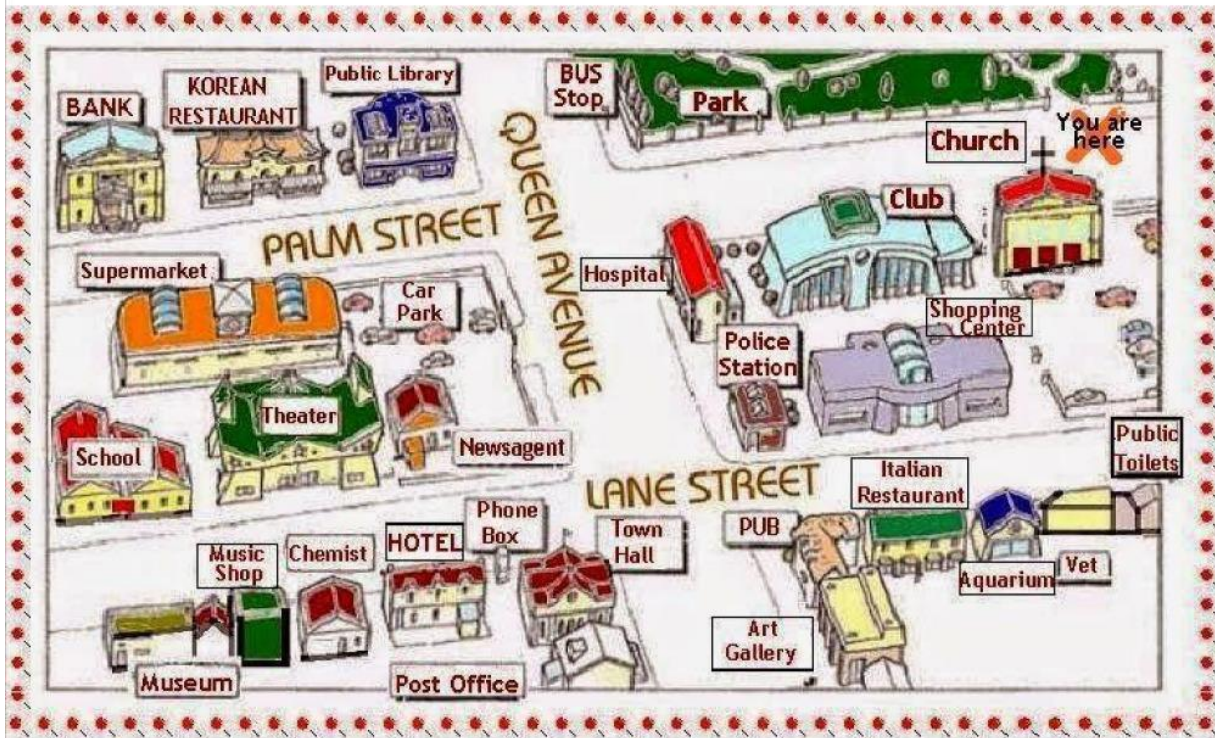 BANK
KOREAN
RESTAURANT
Public Library
BUS
Stop
Park
You are
here
Church
QUEEN AVENUE
PALM STREET
Club
Supermarket
Car
Park
Hospital
Shopping
Center
Police
Station
Theater
School
Newsagent
Public
Toilets
LANE STREET
Italian
Restaurant
Phone
Box
Town
Hall
PUB
HOTEL
Music
Shop
Chemist
Aquarium
Vet
Art
Gallery
Museum
Post Office